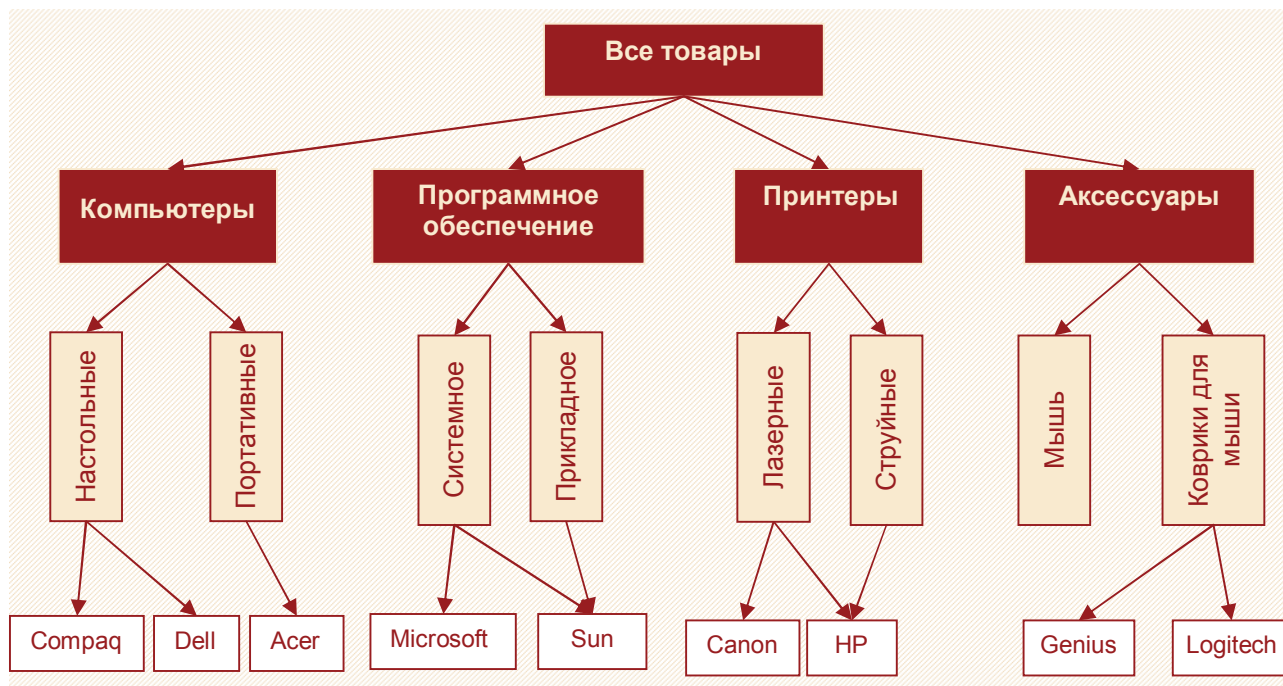 Все товары
Компьютеры
Программное
обеспечение
Принтеры
Аксессуары
Настольные
Портативные
Системное
Прикладное
Лазерные
Струйные
Мышь
Коврики для
мыши
Compaq
Dell
Acer
Microsoft
Sun
Canon
HP
Genius
Logitech